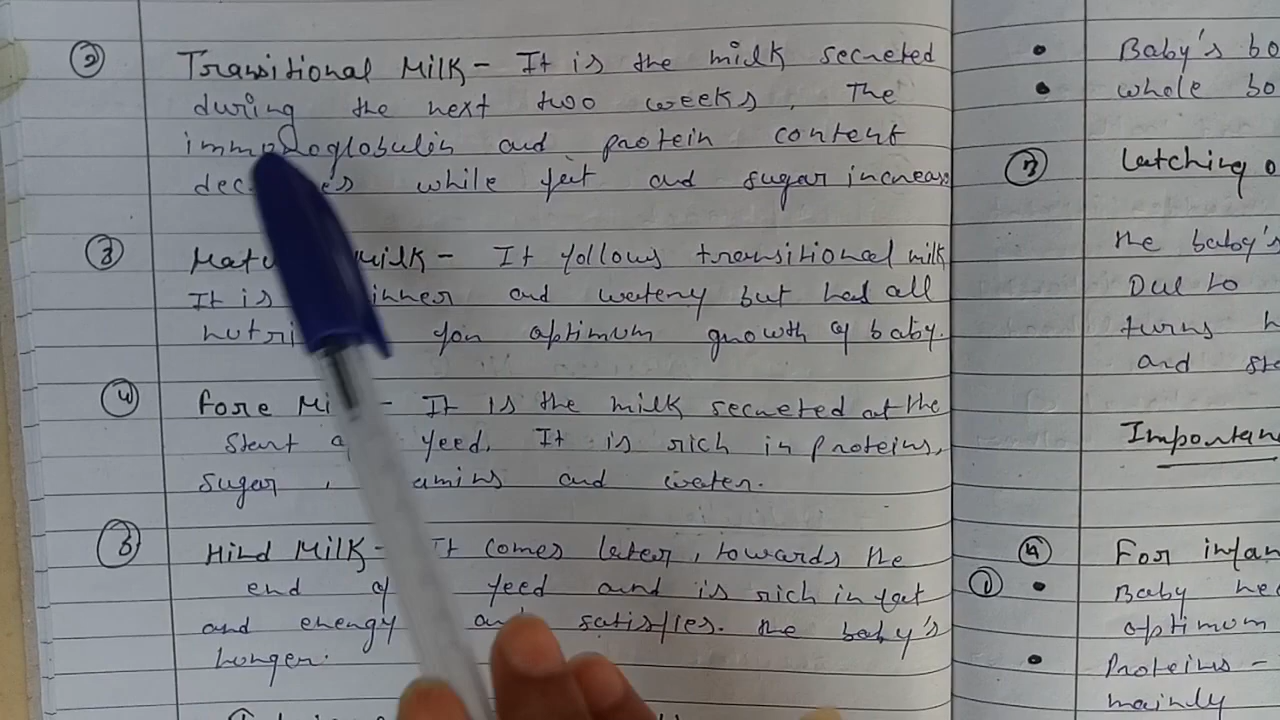 ② Transitional Milk - It is the milk secreted
during the next two weeks. The
immunoglobulin and protein content
while fat and sugar increase
③ Milk - It follows transitional milk
It is and watery but had all
for optimum growth of baby.
④ Fore - It is the milk secreted at the
Start feed. It is rich in proteins,
Sugar, and water.
⑤ Hind Milk - It comes later, towards the
end of feed and is rich in fat
and energy and satisfies. the baby's
hunger.
• Baby's
• whole
③ Latching
the baby's
Due to
turns
and
④ For
① • Baby
optimum
• Proteins -
mainly